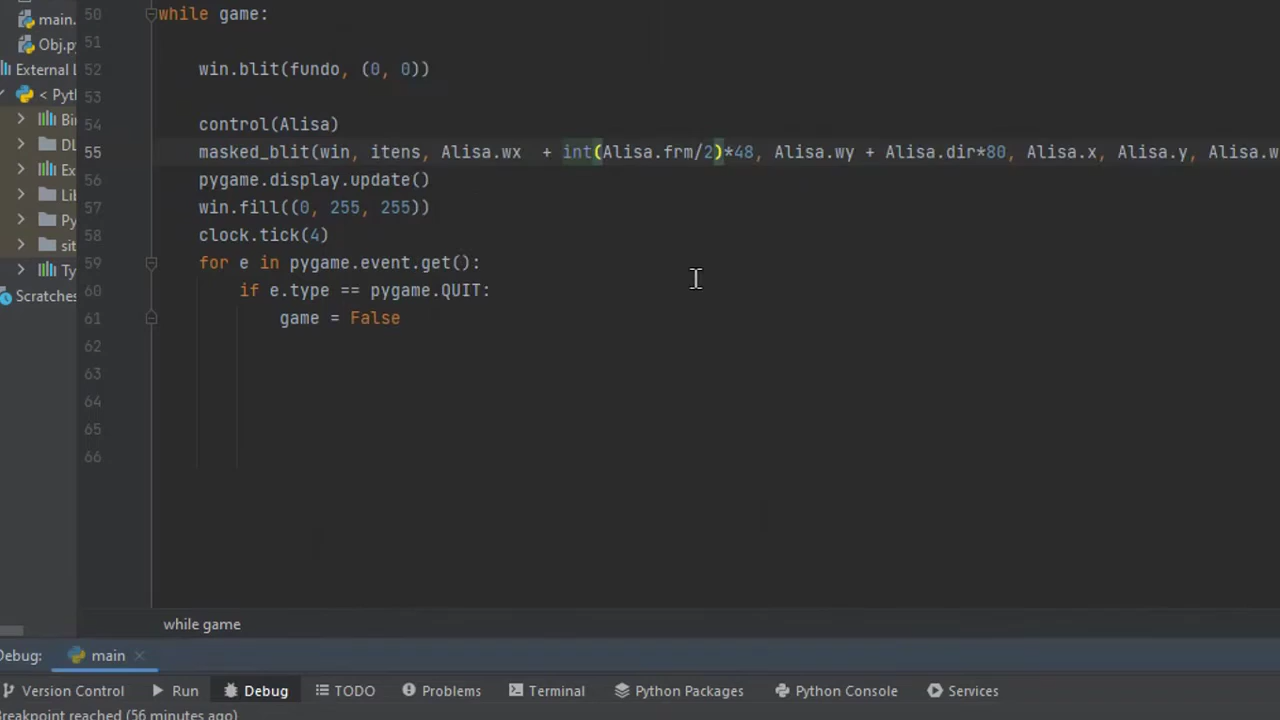 main.
Obj.py
External L
< Pyth
Bin
DL
Ex
Lib
Py
sit
Ty
Scratches
50 while game:
51
52 win.blit(fundo, (0, 0))
53
54 control(Alisa)
55 masked_blit(win, itens, Alisa.wx  + int(Alisa.frm/2)*48, Alisa.wy + Alisa.dir*80, Alisa.x, Alisa.y, Alisa.w
56 pygame.display.update()
57 win.fill((0, 255, 255))
58 clock.tick(4)
59 for e in pygame.event.get():
60 if e.type == pygame.QUIT:
61 game = False
62
63
64
65
66
while game
Debug: main
Version Control Run Debug TODO Problems Terminal Python Packages Python Console Services
Breakpoint reached (56 minutes ago)